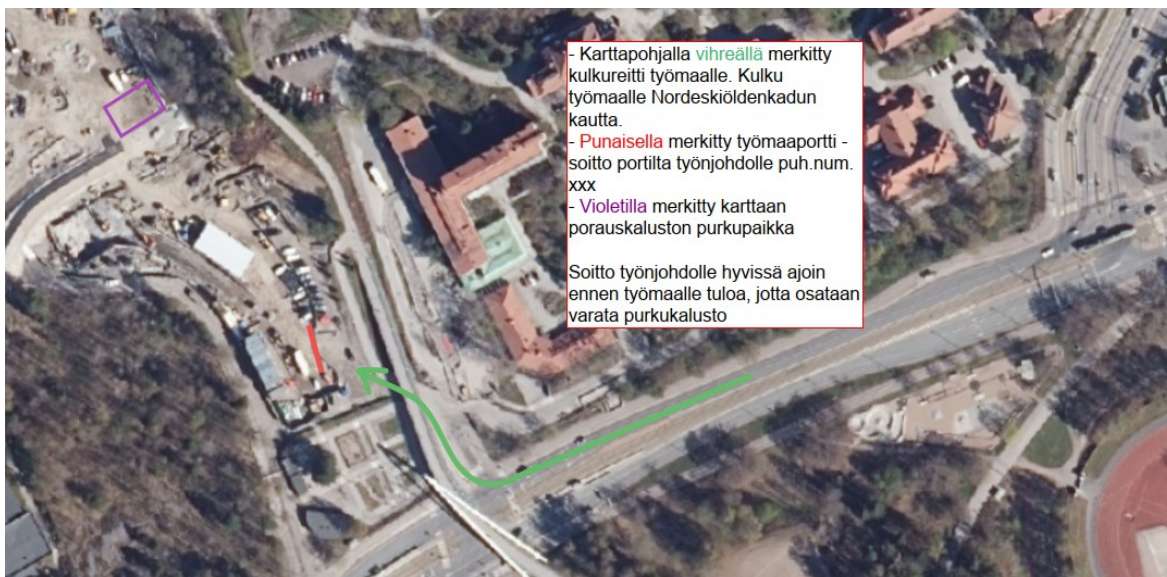 - Karttapohjalla vihreällä merkitty
kulkureitti työmaalle. Kulku
työmaalle Nordeskiöldenkadun
kautta.
- Punaisella merkitty työmaaportti -
soitto portilta työnjohdolle puh.num.
xxx
- Violetilla merkitty karttaan
porauskaluston purkupaikka
Soitto työnjohdolle hyvissä ajoin
ennen työmaalle tuloa, jotta osataan
varata purkukalusto